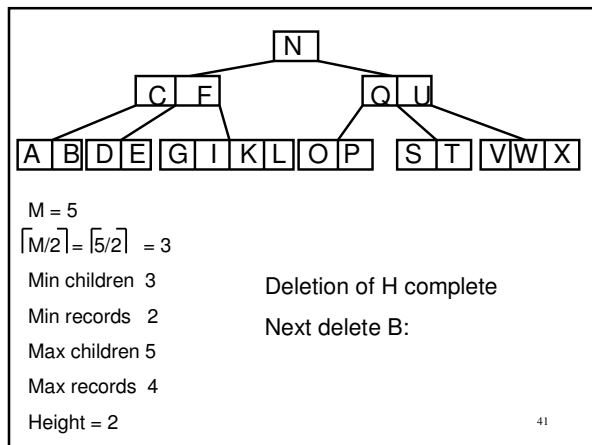 N
C F Q U
A B D E G I K L O P S T V W X
M = 5
⌈M/2⌉ = ⌈5/2⌉ = 3
Min children 3
Min records 2
Max children 5
Max records 4
Height = 2
Deletion of H complete
Next delete B:
41